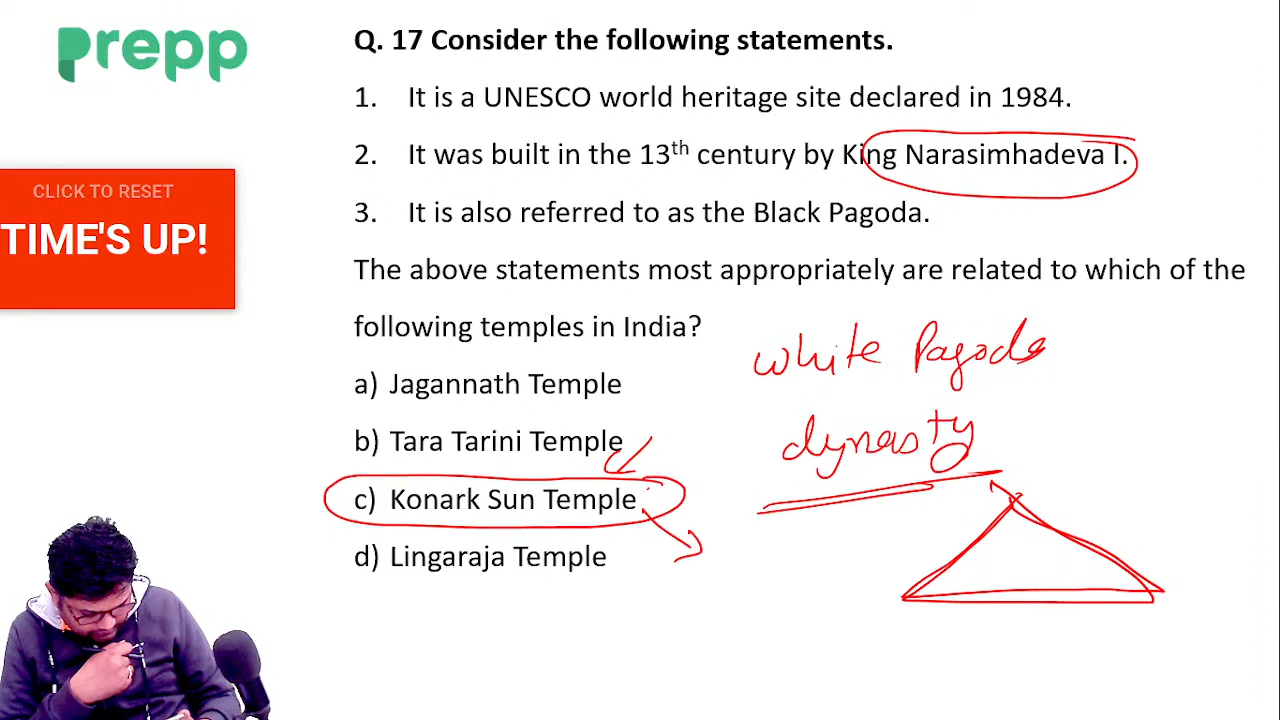 prepp
Q. 17 Consider the following statements.
1. It is a UNESCO world heritage site declared in 1984.
CLICK TO RESET
TIME'S UP!
2. It was built in the 13th century by King Narasimhadeva I.
3. It is also referred to as the Black Pagoda.
The above statements most appropriately are related to which of the
following temples in India?
white Pagoda
a) Jagannath Temple
b) Tara Tarini Temple
dynasty
c) Konark Sun Temple
d) Lingaraja Temple